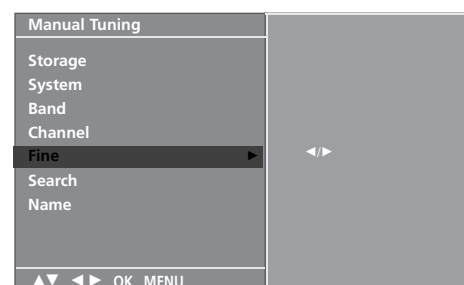 Manual Tuning
Storage
System
Band
Channel
Fine ► ◄/►
Search
Name
▲▼ ◄ ► OK MENU